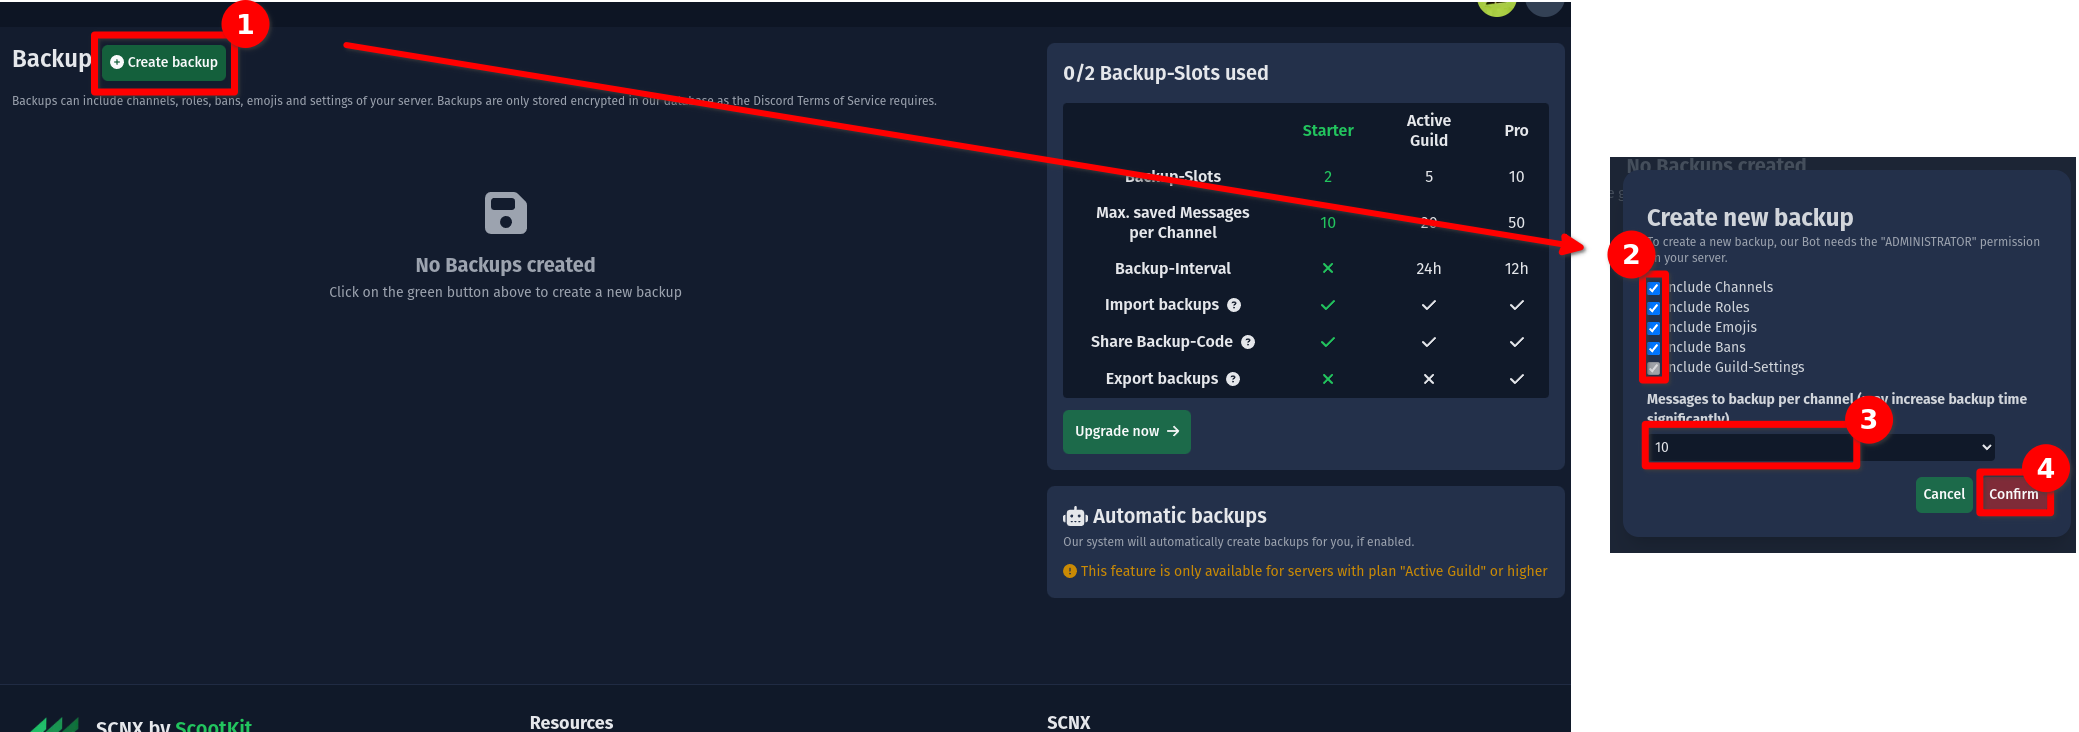 1
Backup
Create backup
Backups can include channels, roles, bans, emojis and settings of your server. Backups are only stored encrypted in our database as the Discord Terms of Service requires.
No Backups created
Click on the green button above to create a new backup
0/2 Backup-Slots used
Starter Active Guild Pro
Backup-Slots 2 5 10
Max. saved Messages
per Channel 10 20 50
Backup-Interval 24h 12h
Import backups ?
Share Backup-Code ?
Export backups ?
Upgrade now
Automatic backups
Our system will automatically create backups for you, if enabled.
This feature is only available for servers with plan "Active Guild" or higher
SCNX by ScootKit
Resources
SCNX
No Backups created
Create new backup
2
To create a new backup, our Bot needs the "ADMINISTRATOR" permission
on your server.
Include Channels
Include Roles
Include Emojis
Include Bans
Include Guild-Settings
Messages to backup per channel (may increase backup time
significantly)
3
10
4
Cancel
Confirm